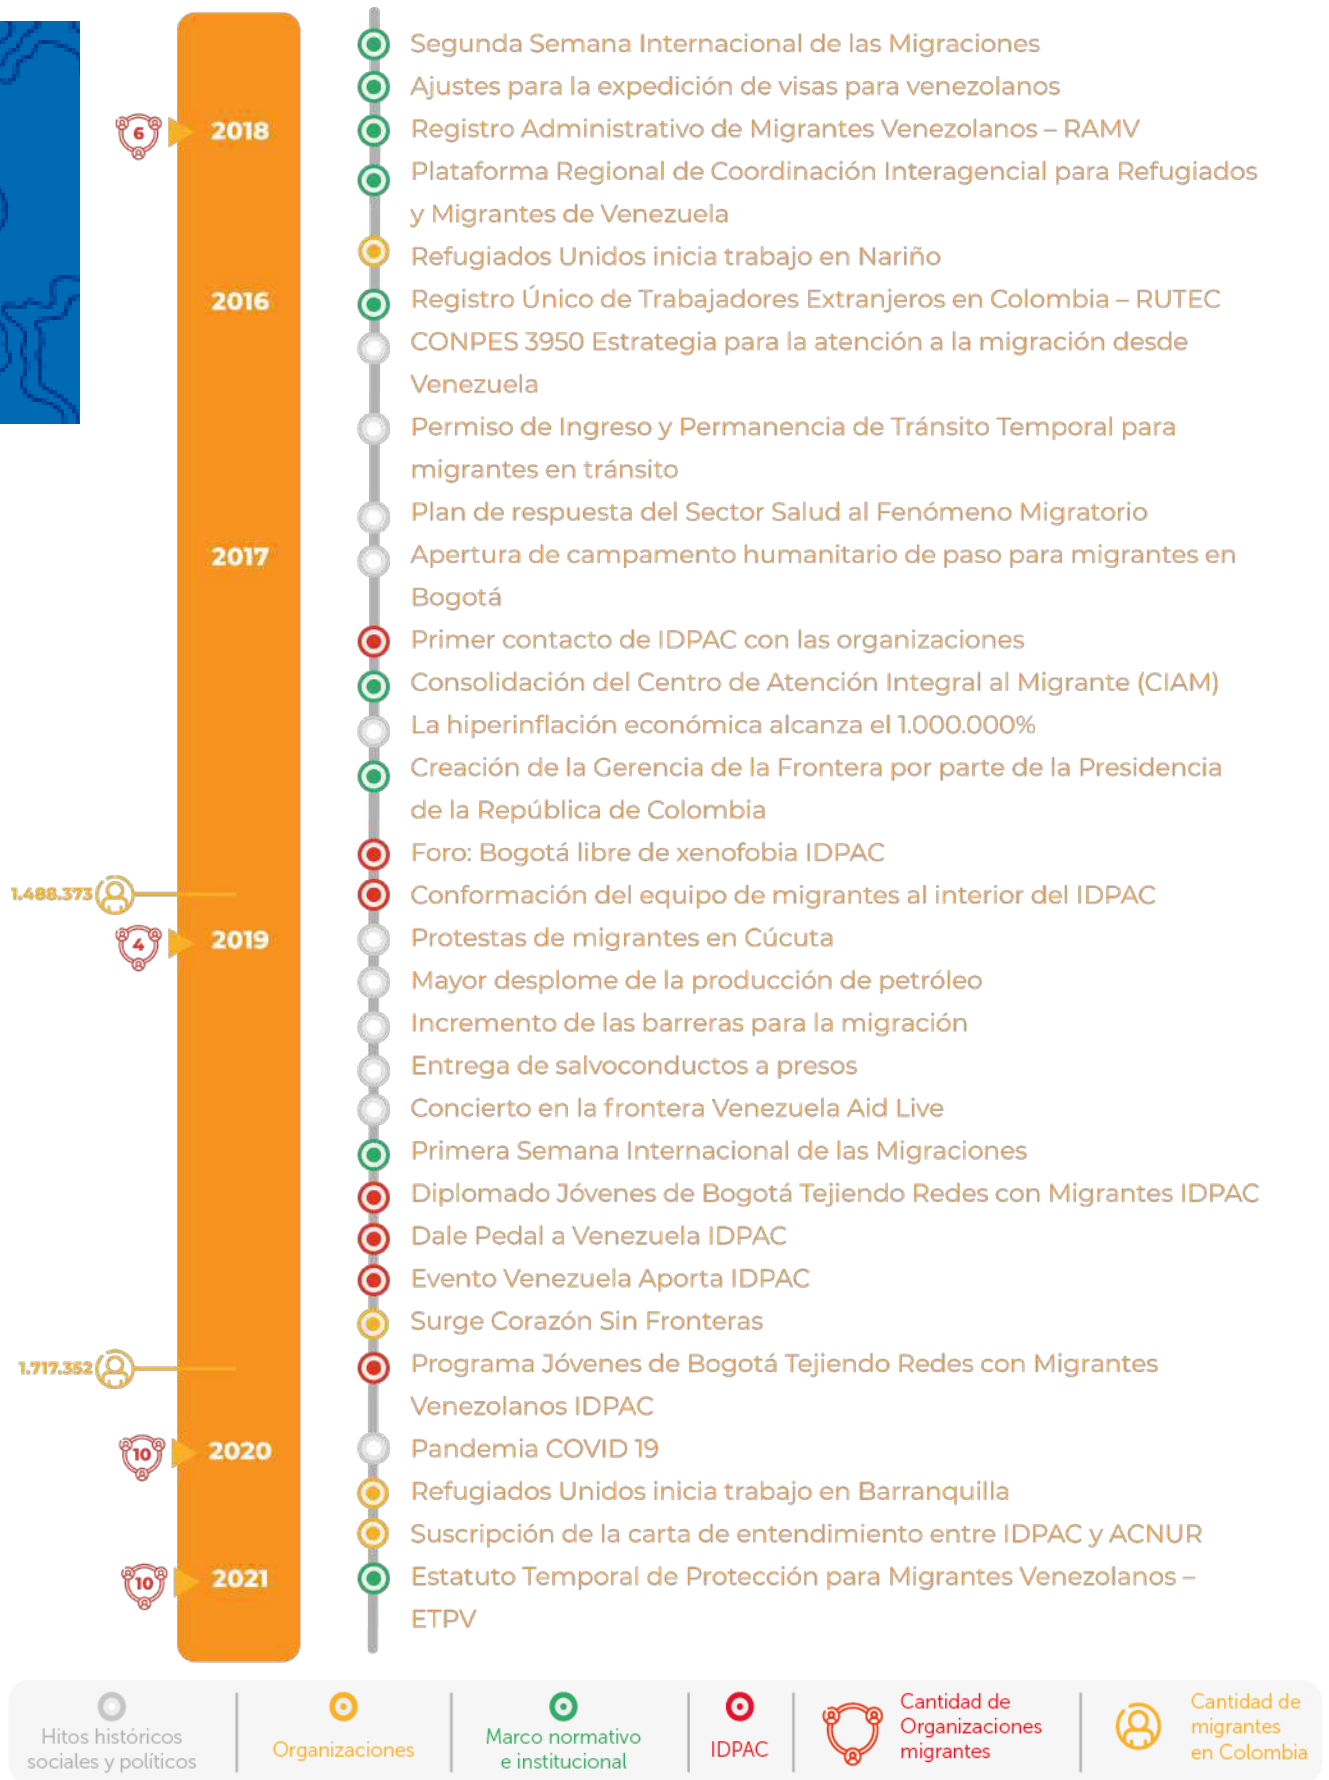 Segunda Semana Internacional de las Migraciones
Ajustes para la expedición de visas para venezolanos
6
2018
Registro Administrativo de Migrantes Venezolanos – RAMV
Plataforma Regional de Coordinación Interagencial para Refugiados
y Migrantes de Venezuela
Refugiados Unidos inicia trabajo en Nariño
2016
Registro Único de Trabajadores Extranjeros en Colombia – RUTEC
CONPES 3950 Estrategia para la atención a la migración desde
Venezuela
Permiso de Ingreso y Permanencia de Tránsito Temporal para
migrantes en tránsito
Plan de respuesta del Sector Salud al Fenómeno Migratorio
2017
Apertura de campamento humanitario de paso para migrantes en
Bogotá
Primer contacto de IDPAC con las organizaciones
Consolidación del Centro de Atención Integral al Migrante (CIAM)
La hiperinflación económica alcanza el 1.000.000%
Creación de la Gerencia de la Frontera por parte de la Presidencia
de la República de Colombia
Foro: Bogotá libre de xenofobia IDPAC
1.488.373
Conformación del equipo de migrantes al interior del IDPAC
4
2019
Protestas de migrantes en Cúcuta
Mayor desplome de la producción de petróleo
Incremento de las barreras para la migración
Entrega de salvoconductos a presos
Concierto en la frontera Venezuela Aid Live
Primera Semana Internacional de las Migraciones
Diplomado Jóvenes de Bogotá Tejiendo Redes con Migrantes IDPAC
Dale Pedal a Venezuela IDPAC
Evento Venezuela Aporta IDPAC
Surge Corazón Sin Fronteras
1.717.352
Programa Jóvenes de Bogotá Tejiendo Redes con Migrantes
Venezolanos IDPAC
10
2020
Pandemia COVID 19
Refugiados Unidos inicia trabajo en Barranquilla
Suscripción de la carta de entendimiento entre IDPAC y ACNUR
10
2021
Estatuto Temporal de Protección para Migrantes Venezolanos –
ETPV
Hitos históricos
sociales y políticos
Organizaciones
Marco normativo
e institucional
IDPAC
Cantidad de
Organizaciones
migrantes
Cantidad de
migrantes
en Colombia